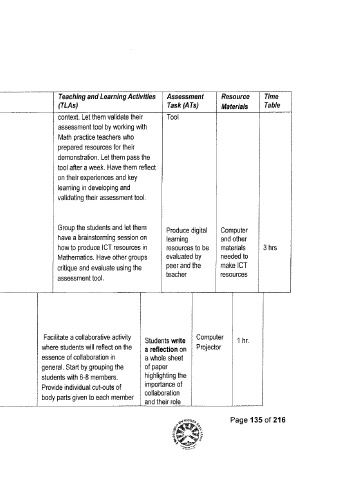 Teaching and Learning Activities
(TLAs)
Assessment
Task (ATs)
Resource
Materials
Time
Table
context. Let them validate their
assessment tool by working with
Math practice teachers who
prepared resources for their
demonstration. Let them pass the
tool after a week. Have them reflect
on their experiences and key
learning in developing and
validating their assessment tool.
Tool
Group the students and let them
have a brainstorming session on
how to produce ICT resources in
Mathematics. Have other groups
critique and evaluate using the
assessment tool.
Produce digital
learning
resources to be
evaluated by
peer and the
teacher
Computer
and other
materials
needed to
make ICT
resources
3 hrs
Facilitate a collaborative activity
where students will reflect on the
essence of collaboration in
general. Start by grouping the
students with 6-8 members.
Provide individual cut-outs of
body parts given to each member
Students write
a reflection on
a whole sheet
of paper
highlighting the
importance of
collaboration
and their role
Computer
Projector
1 hr.
Page 135 of 216